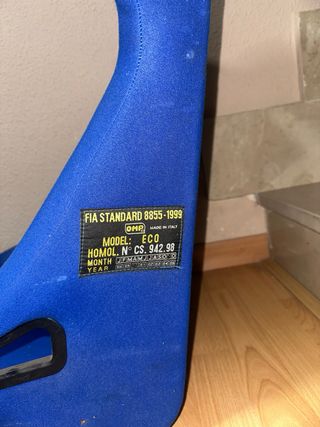 FIA STANDARD 8855-1999
OMP MADE IN ITALY
MODEL: ECO
HOMOL. N° CS. 942.98
MONTH J F M A M J J A S O D
YEAR